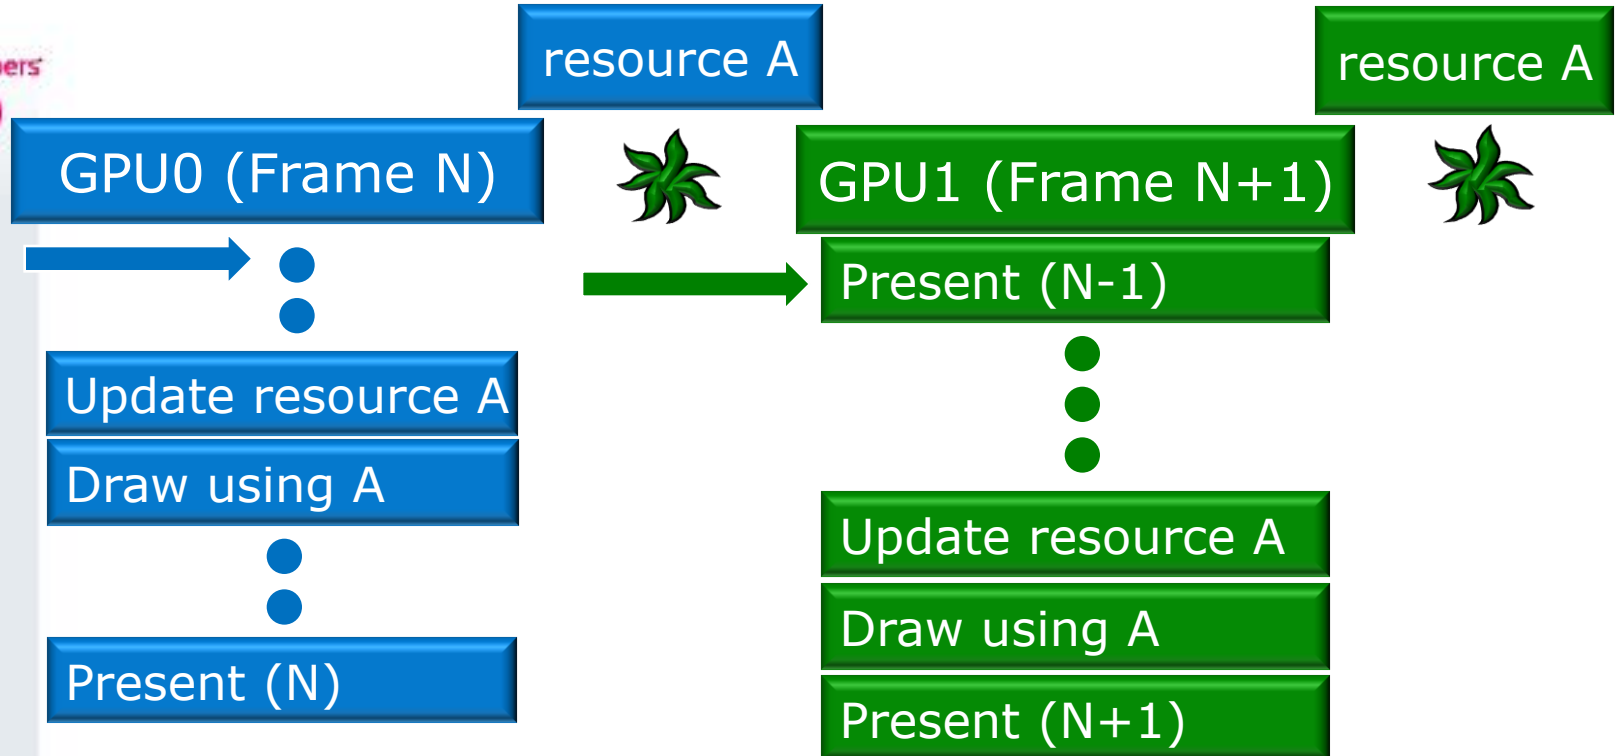 resource A
resource A
GPU0 (Frame N)
GPU1 (Frame N+1)
Present (N-1)
Update resource A
Draw using A
Present (N)
Update resource A
Draw using A
Present (N+1)